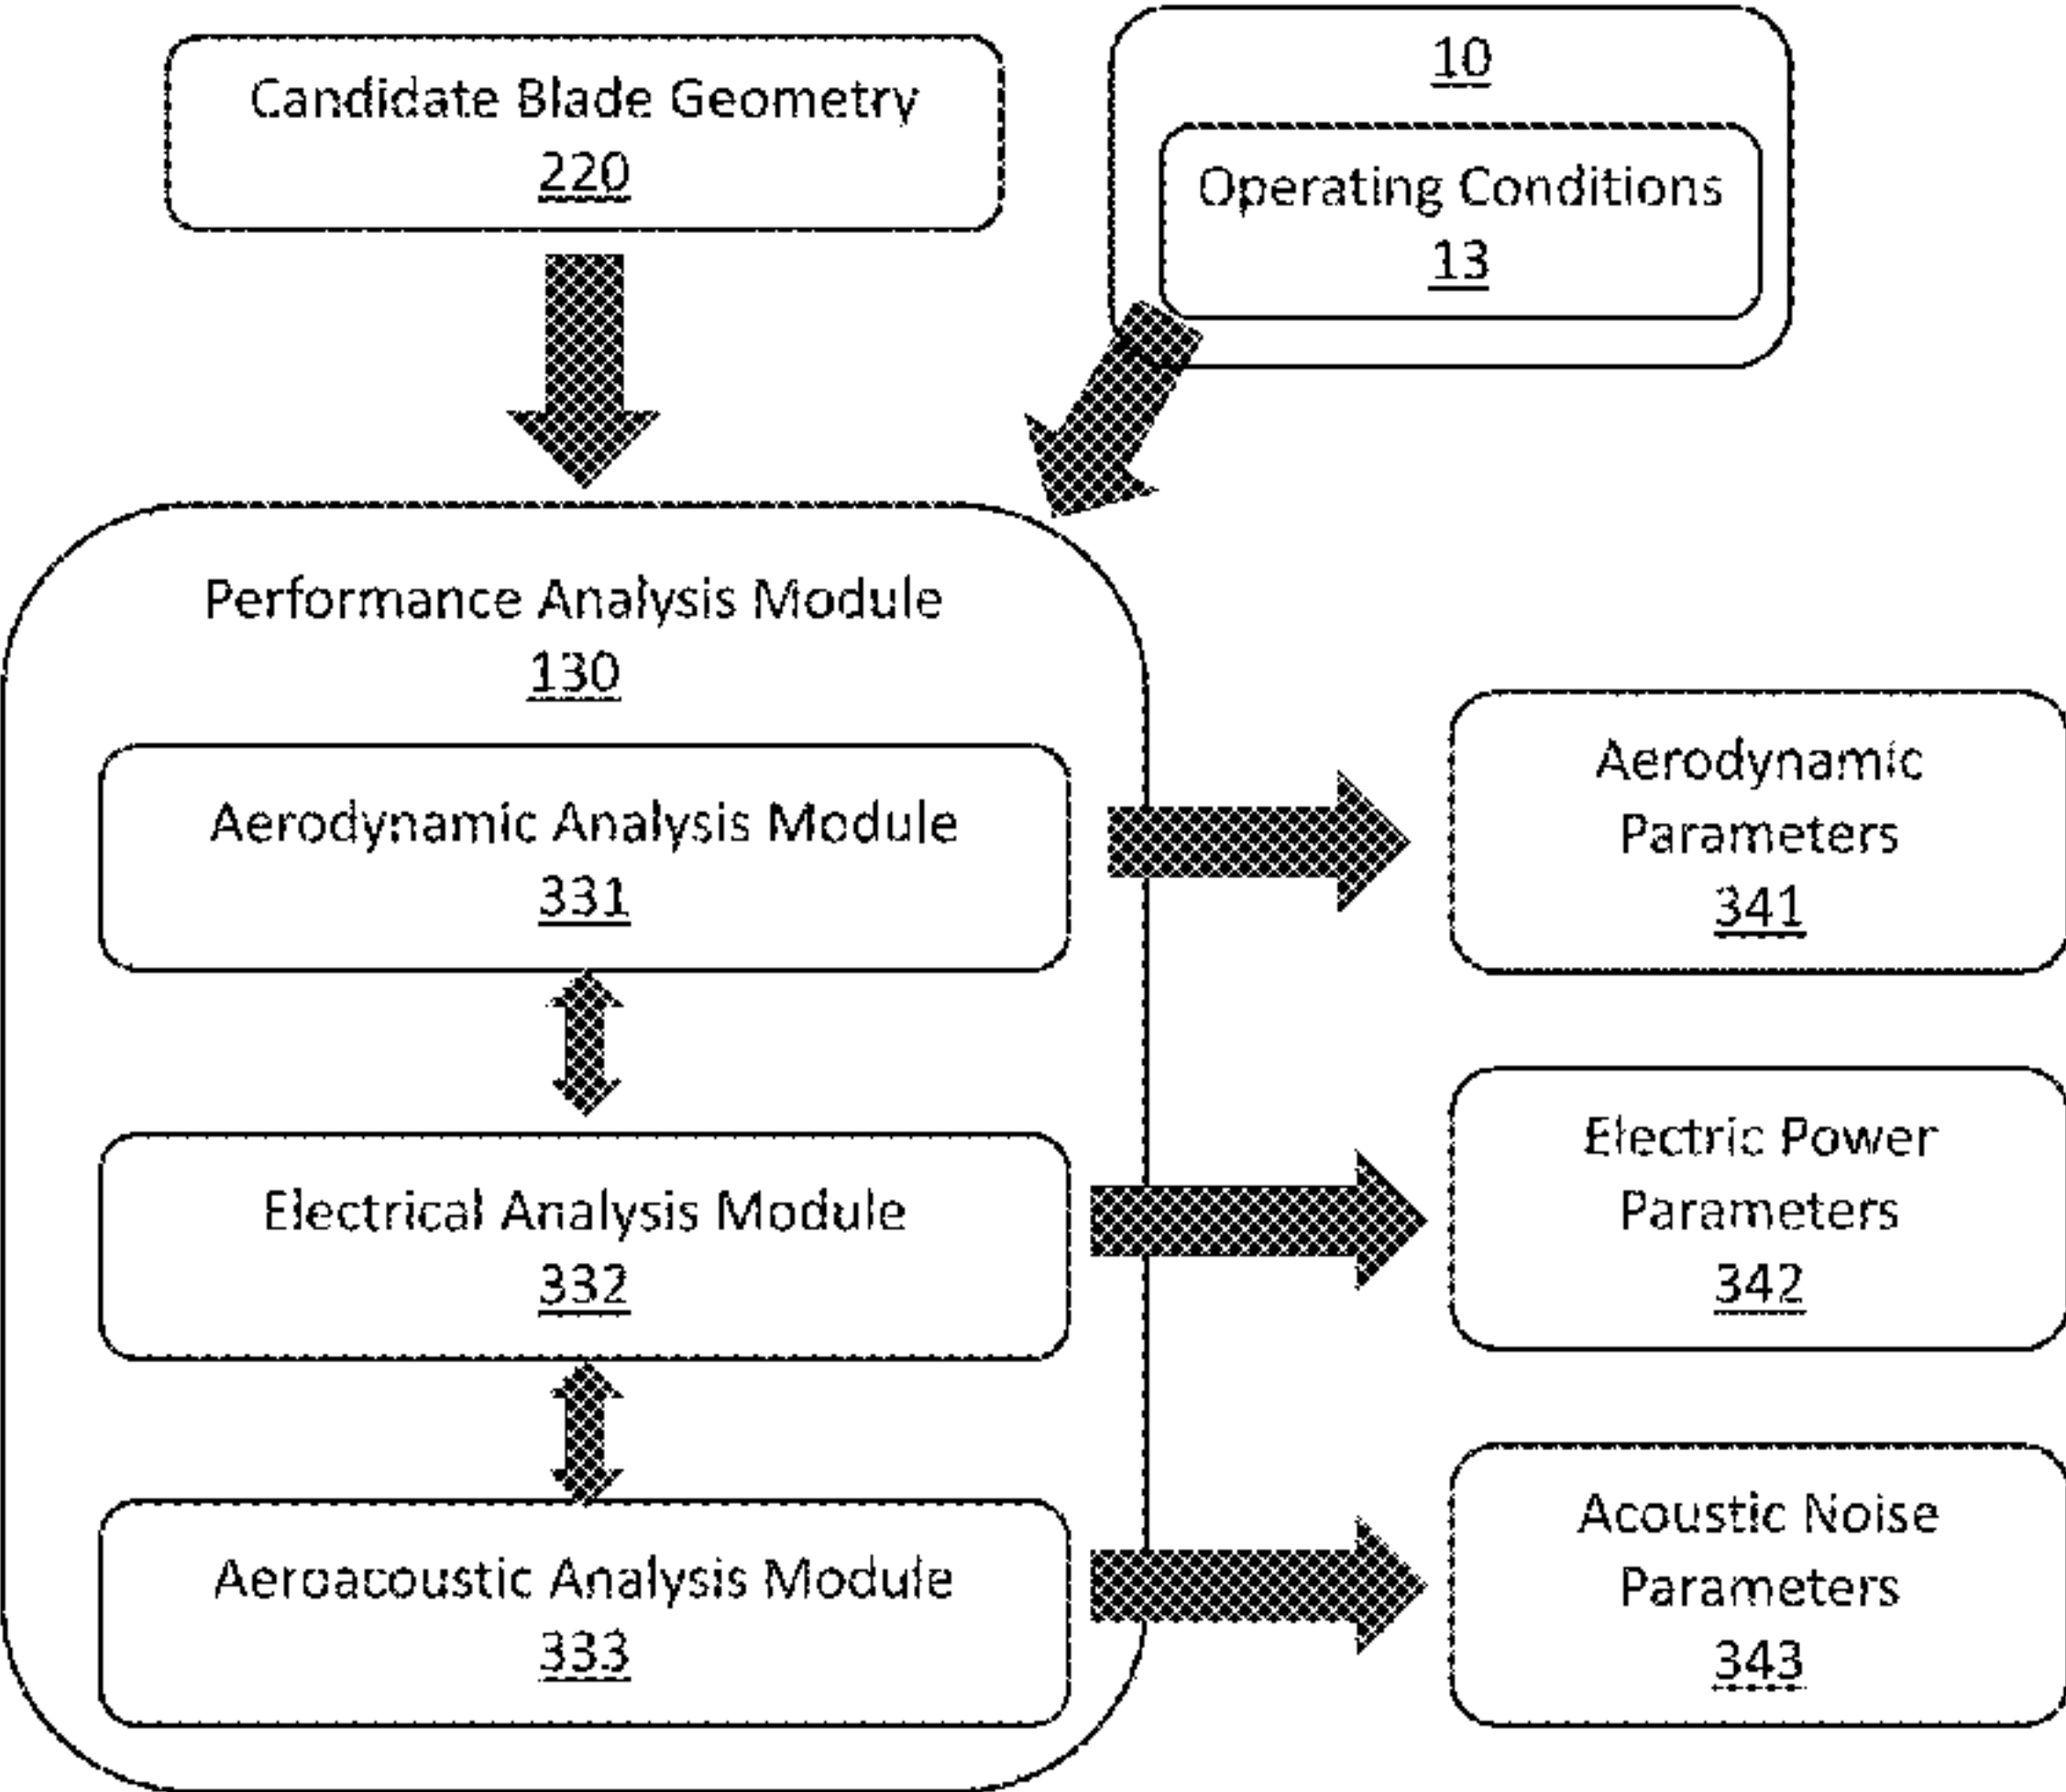 Candidate Blade Geometry
220
10
Operating Conditions
13
Performance Analysis Module
130
Aerodynamic Analysis Module
331
Electrical Analysis Module
332
Aeroacoustic Analysis Module
333
Aerodynamic
Parameters
341
Electric Power
Parameters
342
Acoustic Noise
Parameters
343